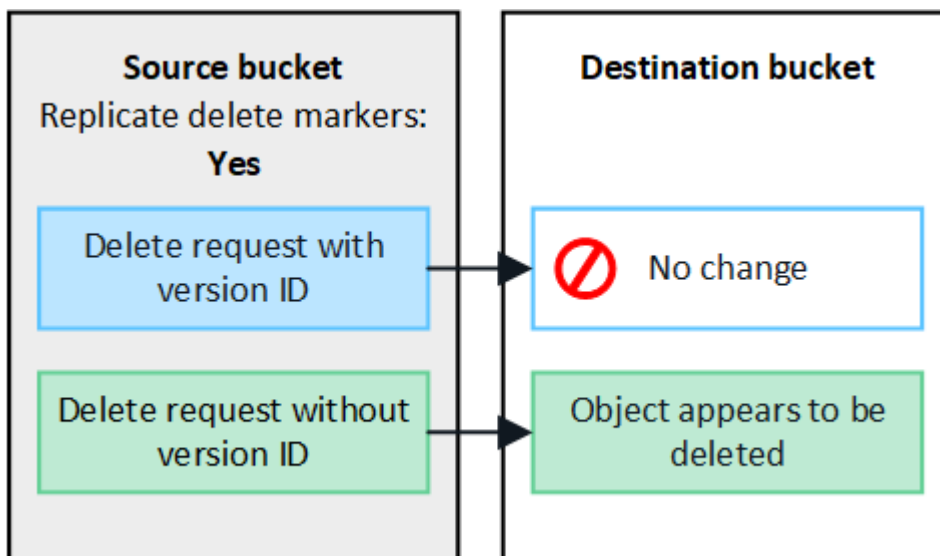 Source bucket
Replicate delete markers:
Yes
Delete request with
version ID
Delete request without
version ID
Destination bucket
No change
Object appears to be
deleted